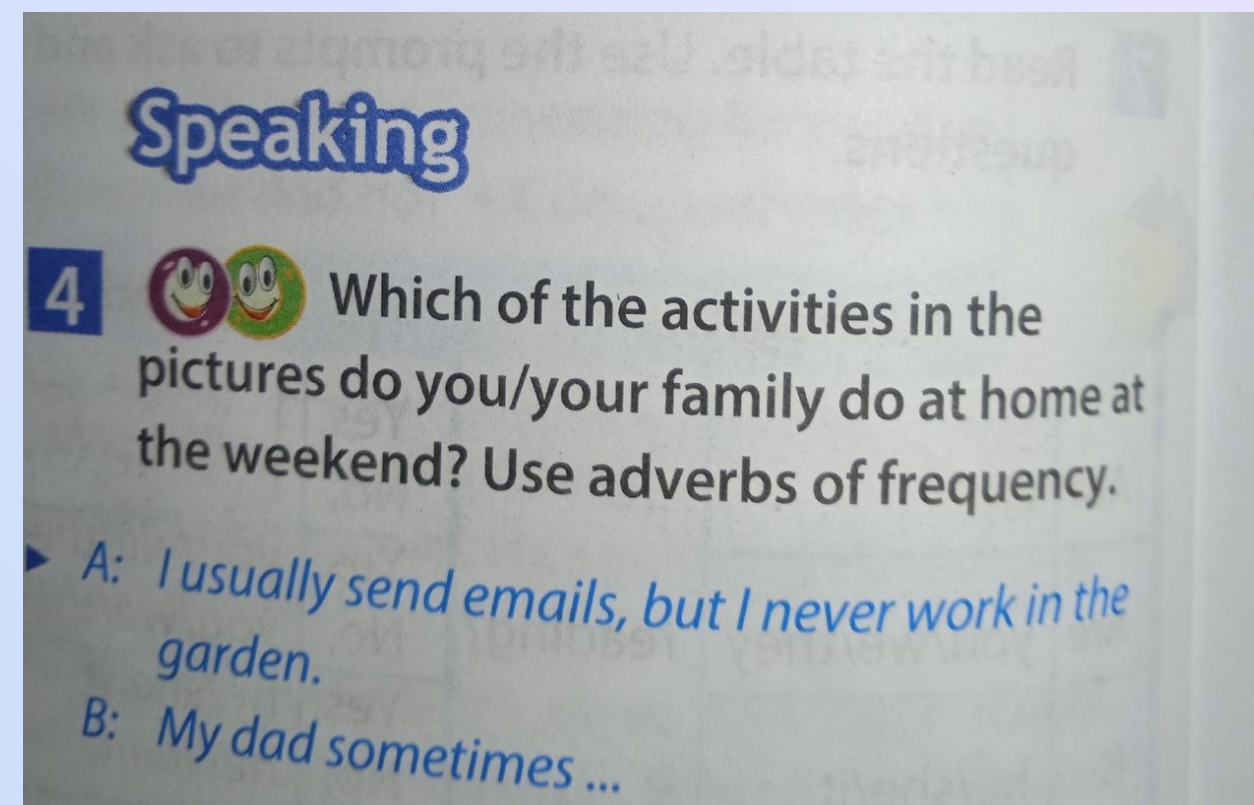 Speaking
4 Which of the activities in the
pictures do you/your family do at home at
the weekend? Use adverbs of frequency.
A: I usually send emails, but I never work in the
garden.
B: My dad sometimes ...